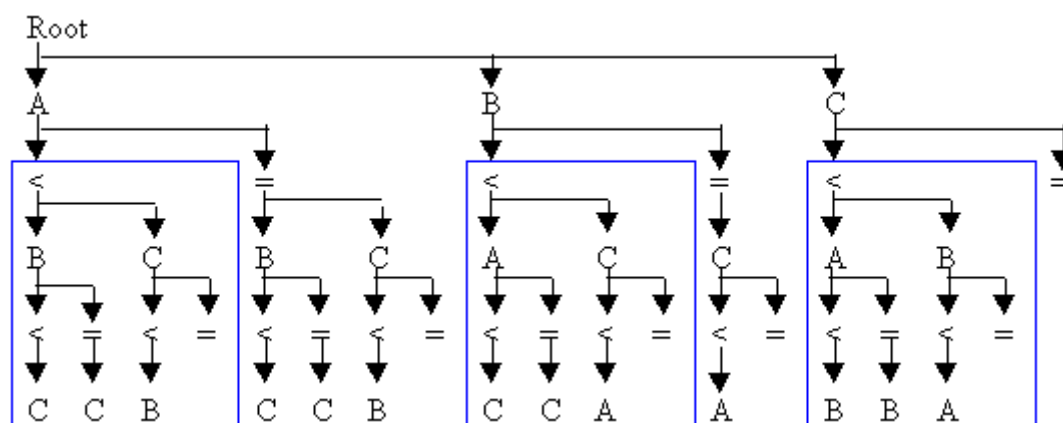 Root
A B C
< = < = < =
B C B C A C C A B
< = < = < = < = < = < = < = < = < =
C C B C C B C C A A B B A